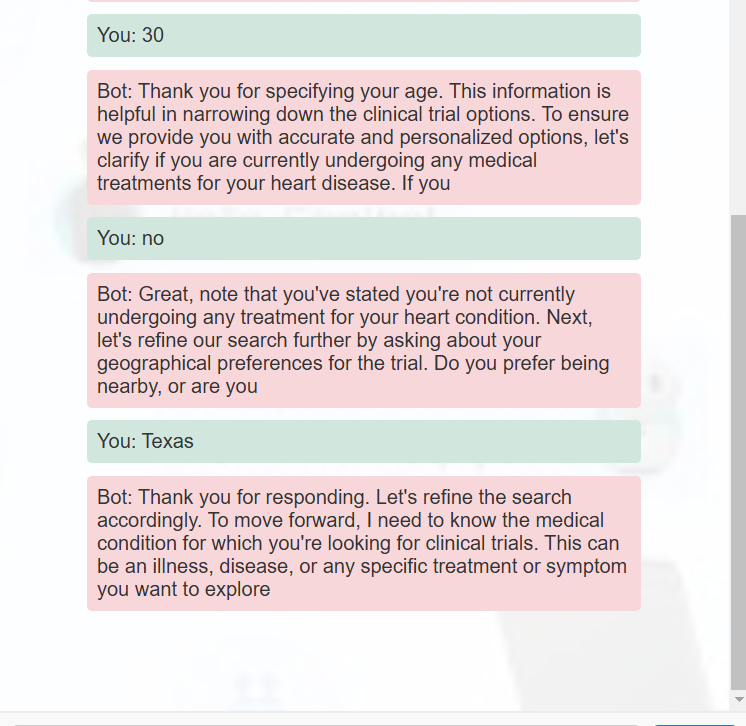 You: 30
Bot: Thank you for specifying your age. This information is
helpful in narrowing down the clinical trial options. To ensure
we provide you with accurate and personalized options, let's
clarify if you are currently undergoing any medical
treatments for your heart disease. If you
You: no
Bot: Great, note that you've stated you're not currently
undergoing any treatment for your heart condition. Next,
let's refine our search further by asking about your
geographical preferences for the trial. Do you prefer being
nearby, or are you
You: Texas
Bot: Thank you for responding. Let's refine the search
accordingly. To move forward, I need to know the medical
condition for which you're looking for clinical trials. This can
be an illness, disease, or any specific treatment or symptom
you want to explore